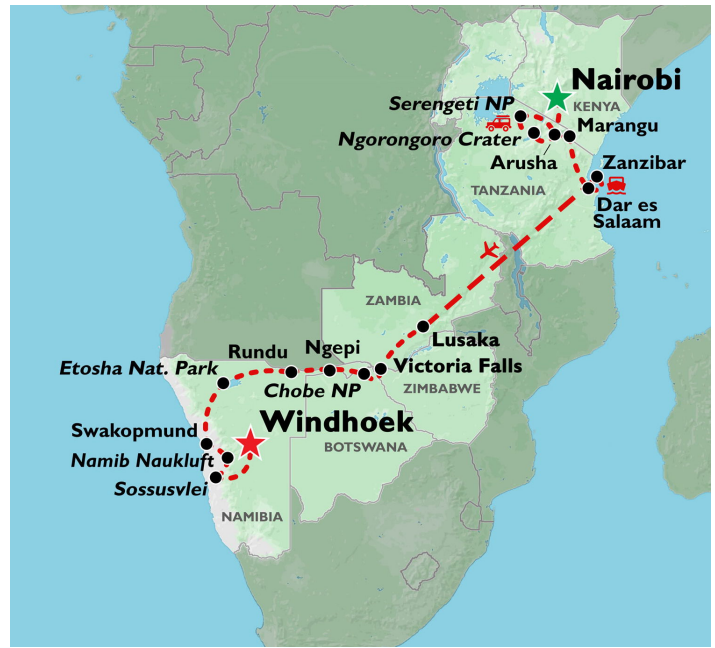 Nairobi
Serengeti NP
KENYA
Ngorongoro Crater
Marangu
Arusha
Zanzibar
TANZANIA
Dar es
Salaam
ZAMBIA
Lusaka
Rundu
Ngepi
Etosha Nat. Park
Victoria Falls
Chobe NP
ZIMBABWE
Windhoek
Swakopmund
BOTSWANA
Namib Naukluft
Sossusvlei
NAMIBIA